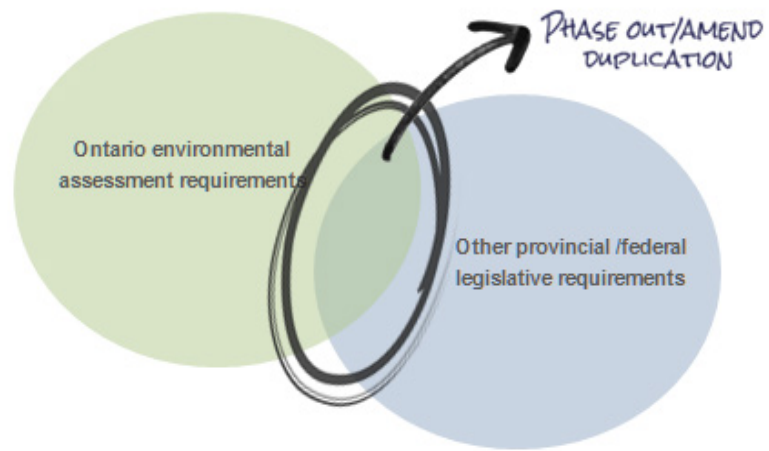 PHASE OUT/AMEND
DUPLICATION
Ontario environmental
assessment requirements
Other provincial /federal
legislative requirements